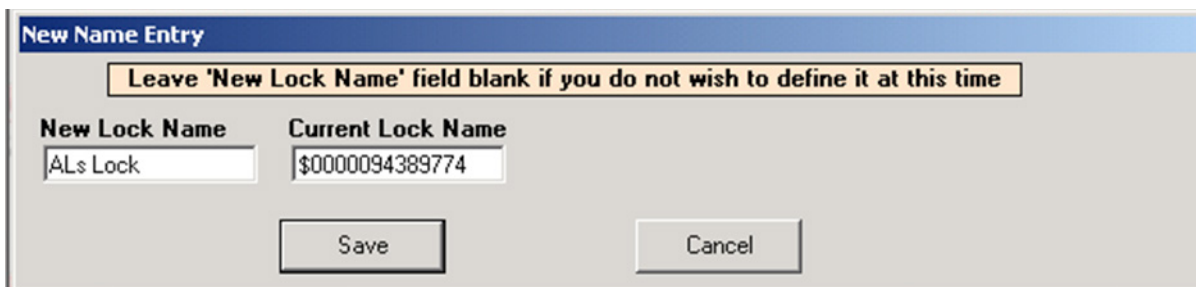 New Name Entry
Leave 'New Lock Name' field blank if you do not wish to define it at this time
New Lock Name Current Lock Name
ALs Lock $0000094389774
Save Cancel